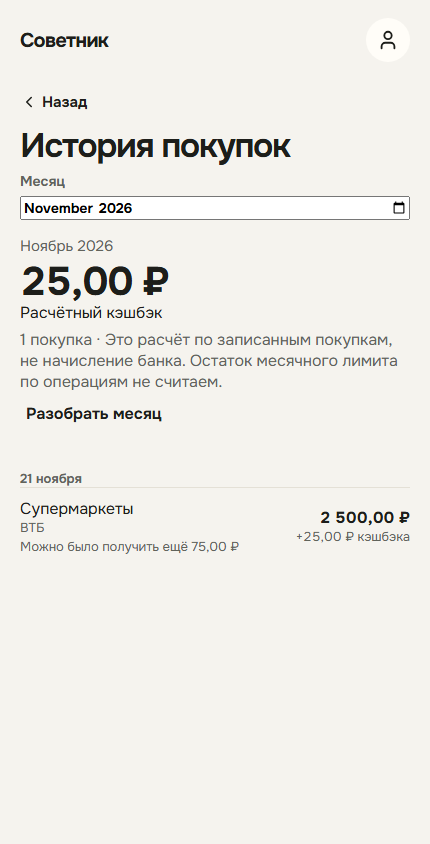 Советник
Назад
История покупок
Месяц
November 2026
Ноябрь 2026
25,00 ₽
Расчётный кэшбэк
1 покупка · Это расчёт по записанным покупкам,
не начисление банка. Остаток месячного лимита
по операциям не считаем.
Разобрать месяц
21 ноября
Супермаркеты
2 500,00 ₽
ВТБ
+25,00 ₽ кэшбэка
Можно было получить ещё 75,00 ₽